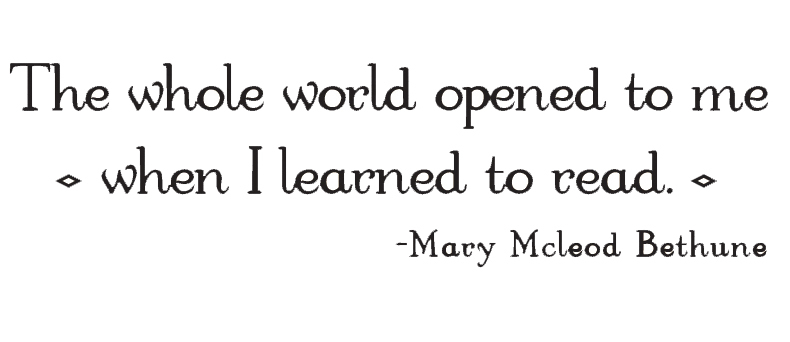 The whole world opened to me
when I learned to read.
-Mary Mcleod Bethune